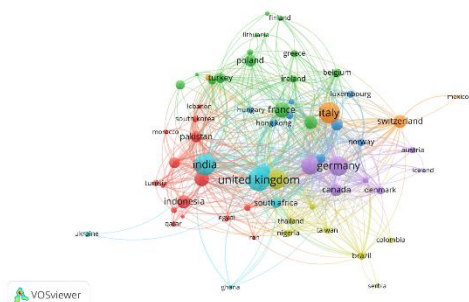 finland
lithuania
greece
poland
turkey
ireland
belgium
luxembourg
mexico
lebanon
hungary
france
italy
south korea
hong kong
switzerland
morocco
pakistan
norway
austria
india
germany
iceland
tunisia
united kingdom
canada
denmark
indonesia
south africa
egypt
thailand
qatar
nigeria
taiwan
colombia
ukraine
iran
brazil
ghana
serbia
VOSviewer